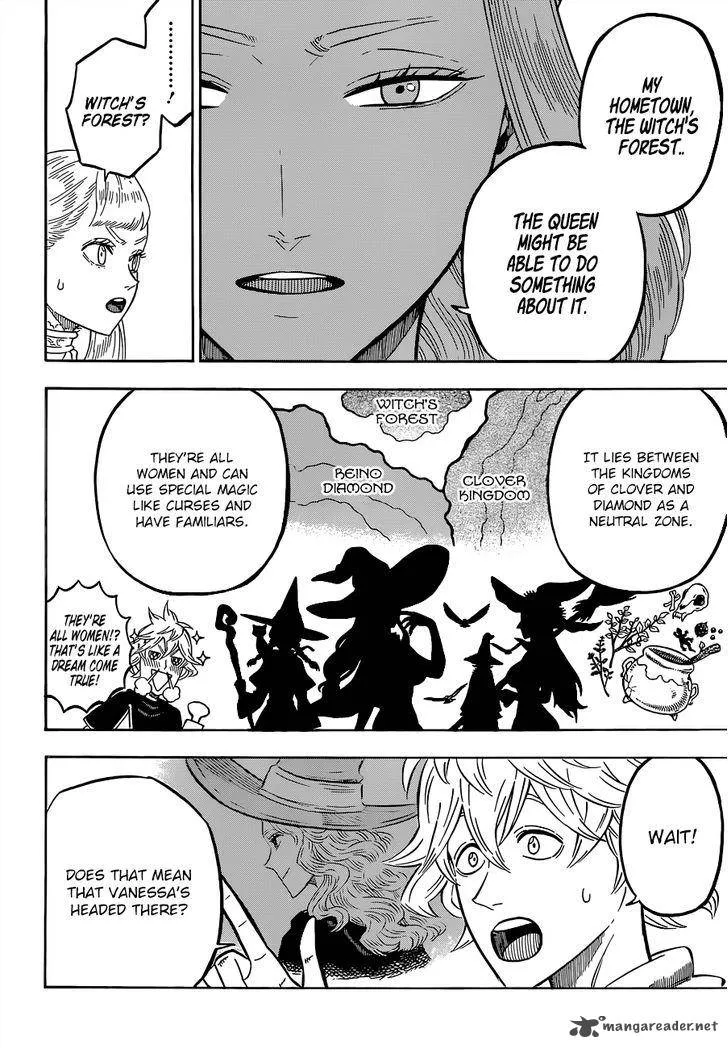 MY
HOMETOWN,
THE WITCH'S
FOREST..
THE QUEEN
MIGHT BE
ABLE TO DO
SOMETHING
ABOUT IT.
.........
WITCH'S
FOREST?
IT LIES BETWEEN
THE KINGDOMS
OF CLOVER AND
DIAMOND AS A
NEUTRAL ZONE.
WITCH'S
FOREST
REINO
DIAMOND
CLOVER
KINGDOM
THEY'RE ALL
WOMEN AND CAN
USE SPECIAL MAGIC
LIKE CURSES AND
HAVE FAMILIARS.
THEY'RE
ALL WOMEN!?
THAT'S LIKE A
DREAM COME
TRUE!
WAIT!
DOES THAT MEAN
THAT VANESSA'S
HEADED THERE?
mangareader.net